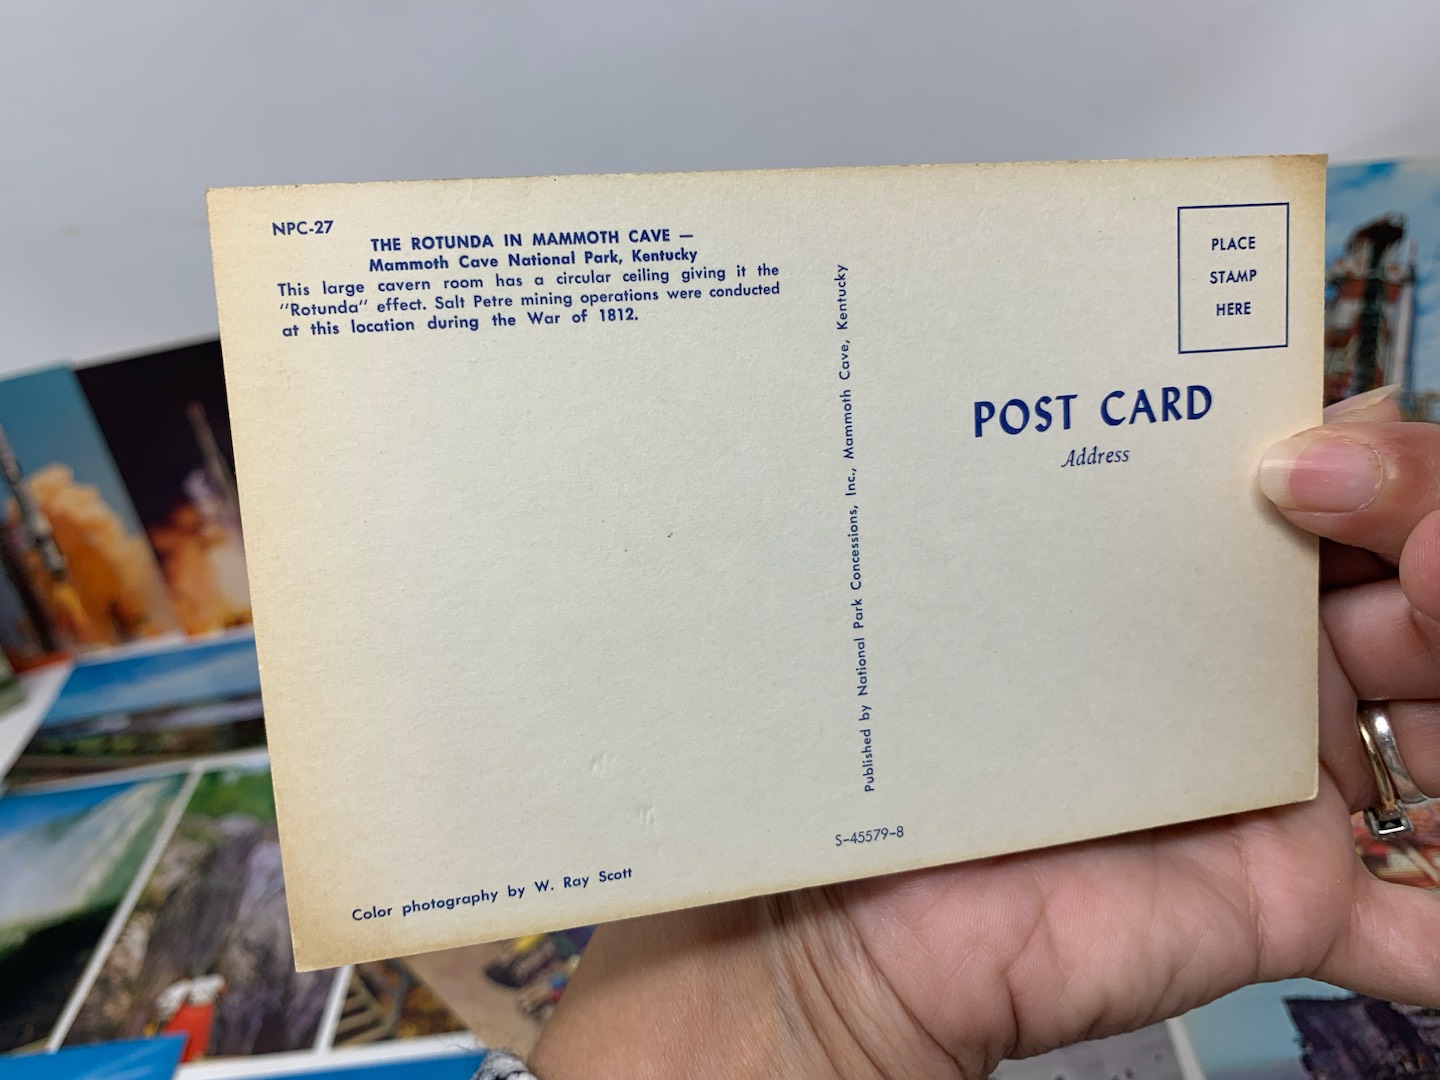 NPC-27
THE ROTUNDA IN MAMMOTH CAVE —
Mammoth Cave National Park, Kentucky
This large cavern room has a circular ceiling giving it the
"Rotunda" effect. Salt Petre mining operations were conducted
at this location during the War of 1812.
Color photography by W. Ray Scott
Published by National Park Concessions, Inc., Mammoth Cave, Kentucky
S-45579-8
PLACE
STAMP
HERE
POST CARD
Address